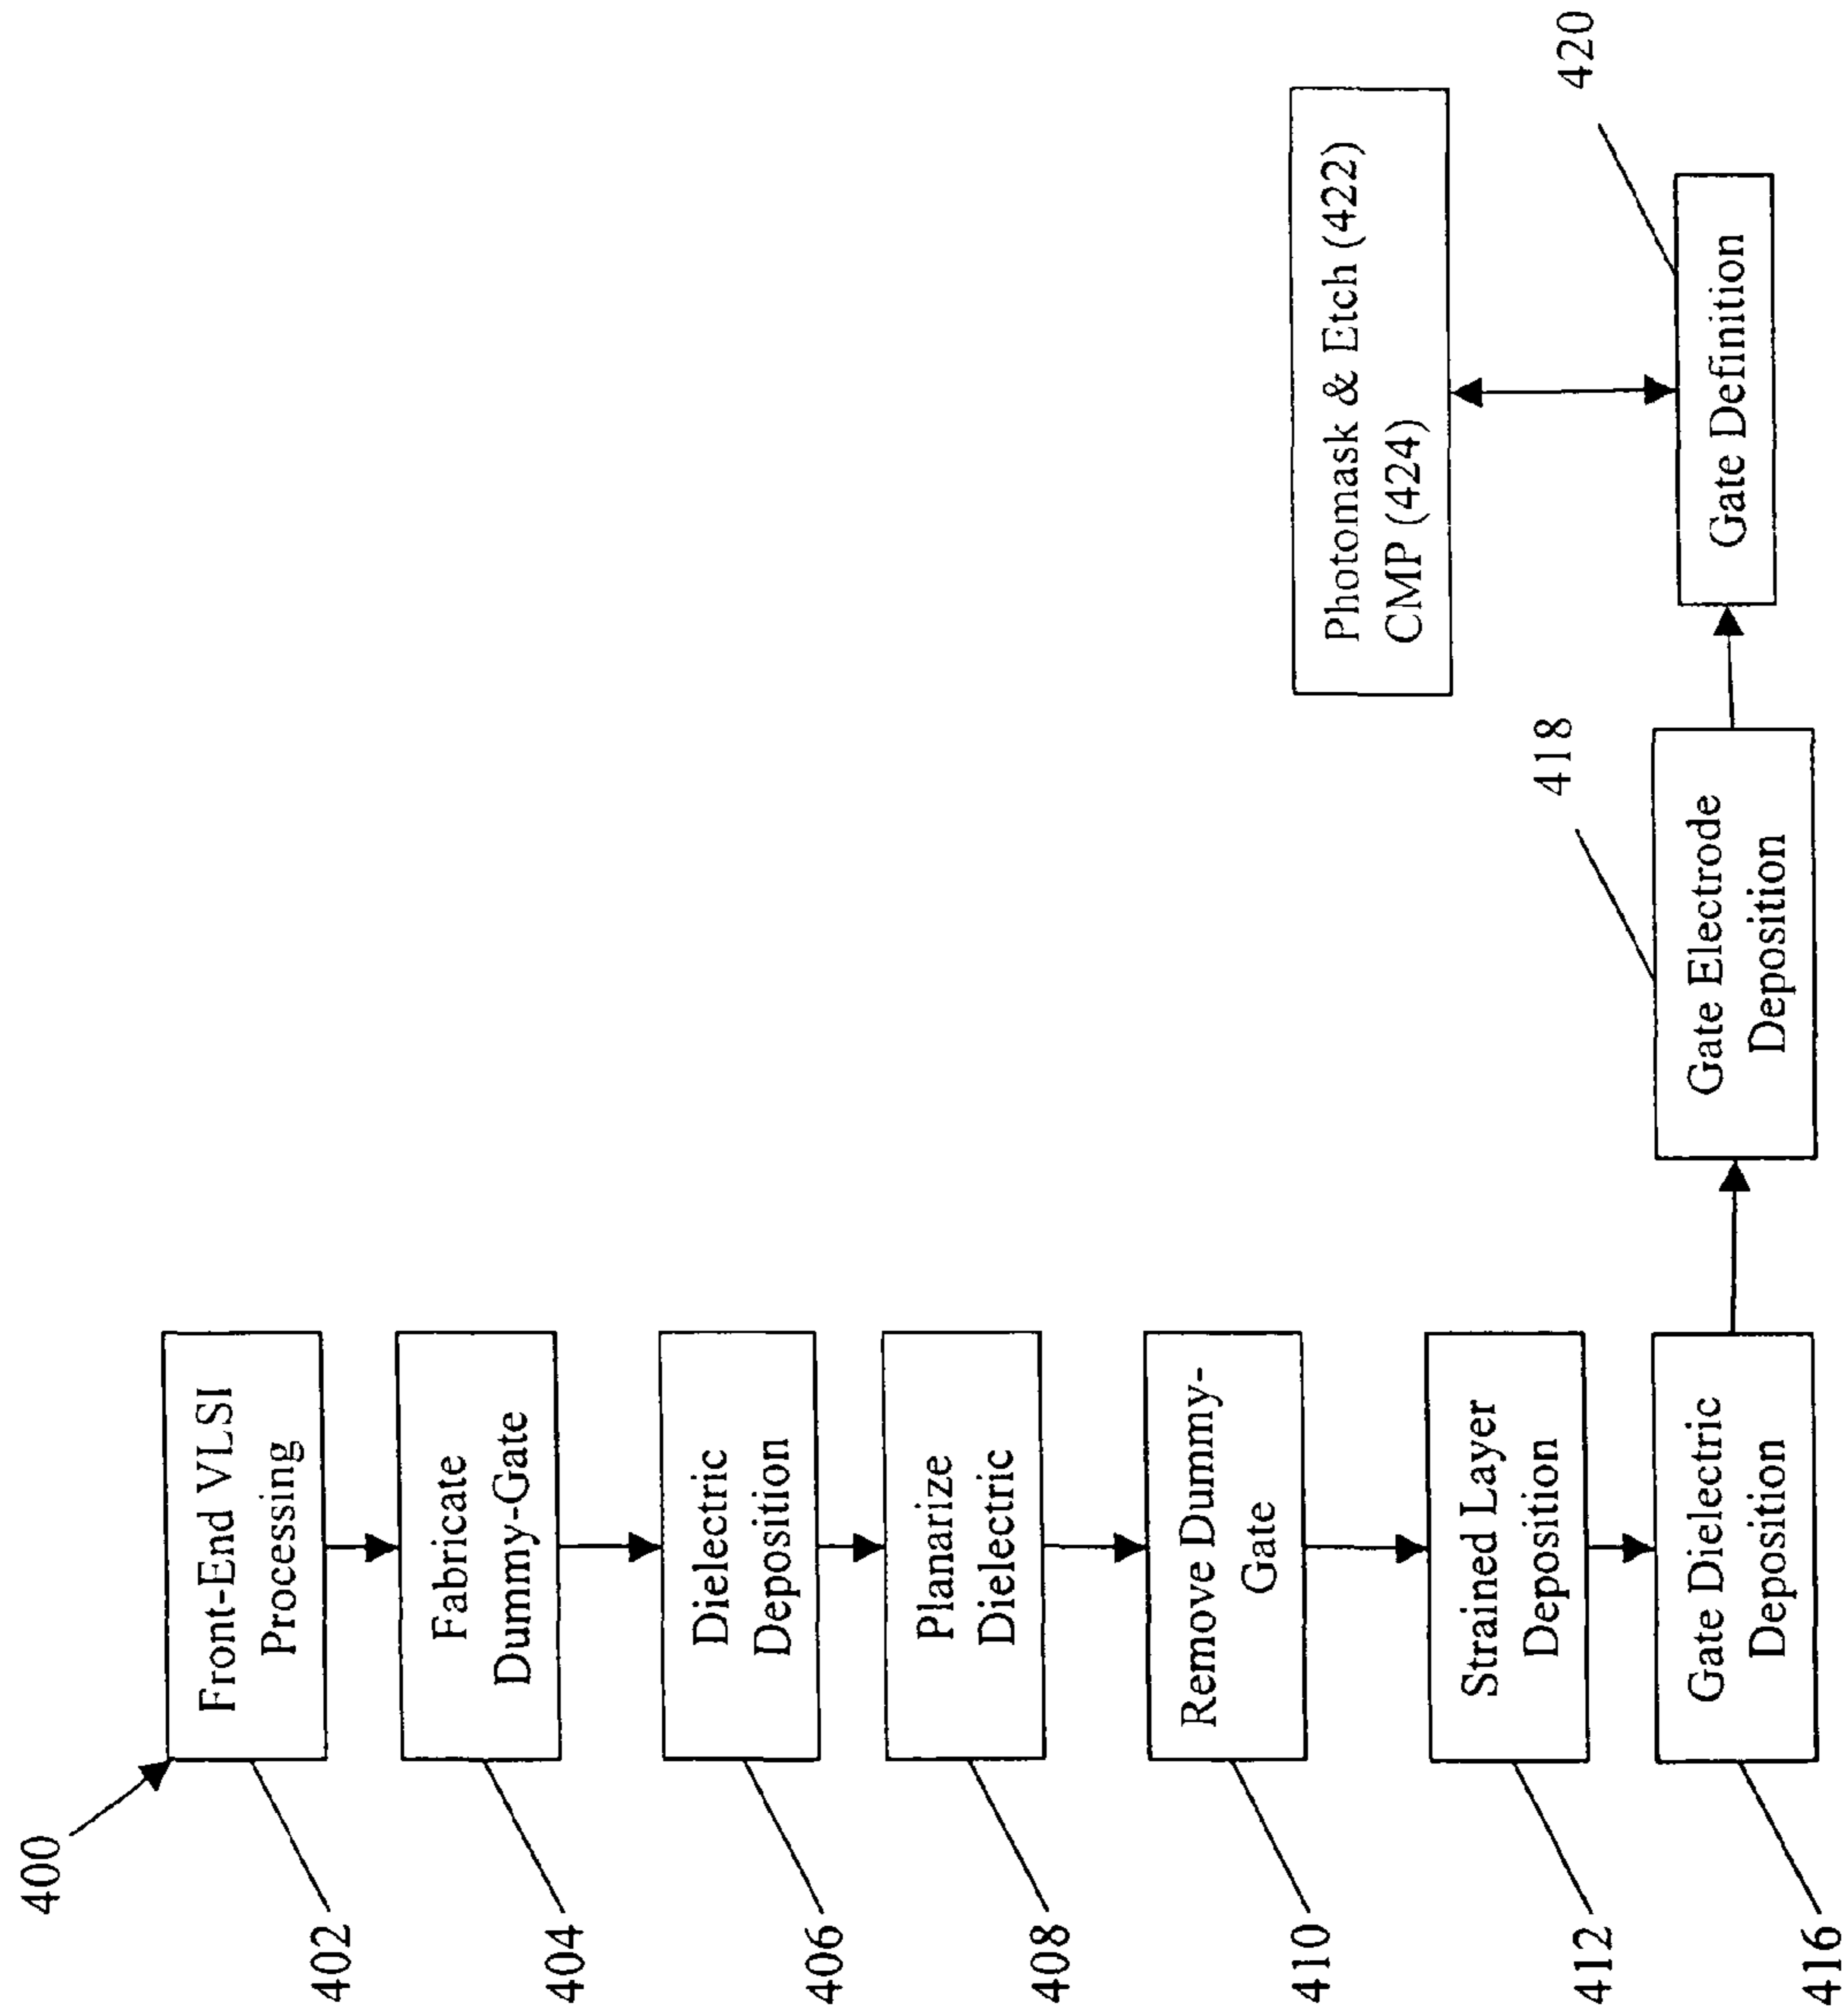 400
402
Front-End VLSI
Processing
404
Fabricate
Dummy-Gate
406
Dielectric
Deposition
408
Planarize
Dielectric
410
Remove Dummy-
Gate
412
Strained Layer
Deposition
416
Gate Dielectric
Deposition
418
Gate Electrode
Deposition
420
Gate Definition
Photomask & Etch (422)
CMP (424)